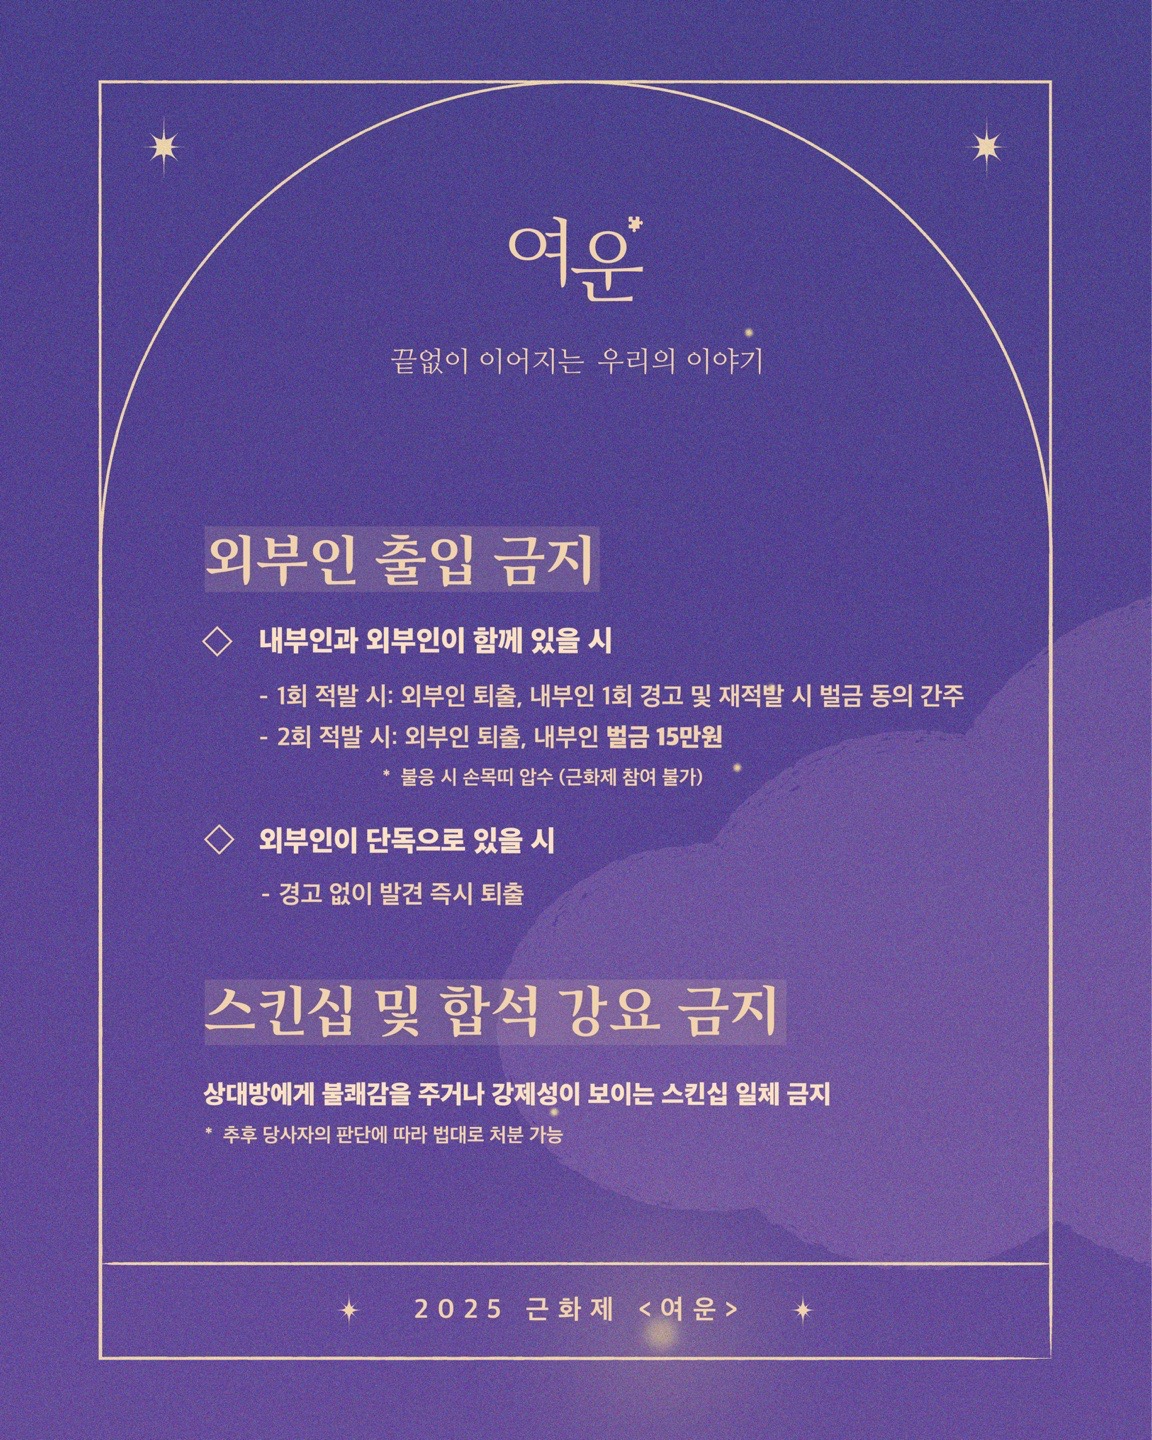 여운
끝없이 이어지는 우리의 이야기
외부인 출입 금지
◇ 내부인과 외부인이 함께 있을 시
- 1회 적발 시: 외부인 퇴출, 내부인 1회 경고 및 재적발 시 벌금 동의 간주
- 2회 적발 시: 외부인 퇴출, 내부인 벌금 15만원
* 불응 시 손목띠 압수 (근화제 참여 불가)
◇ 외부인이 단독으로 있을 시
- 경고 없이 발견 즉시 퇴출
스킨십 및 합석 강요 금지
상대방에게 불쾌감을 주거나 강제성이 보이는 스킨십 일체 금지
* 추후 당사자의 판단에 따라 법대로 처분 가능
2025 근화제 <여운>